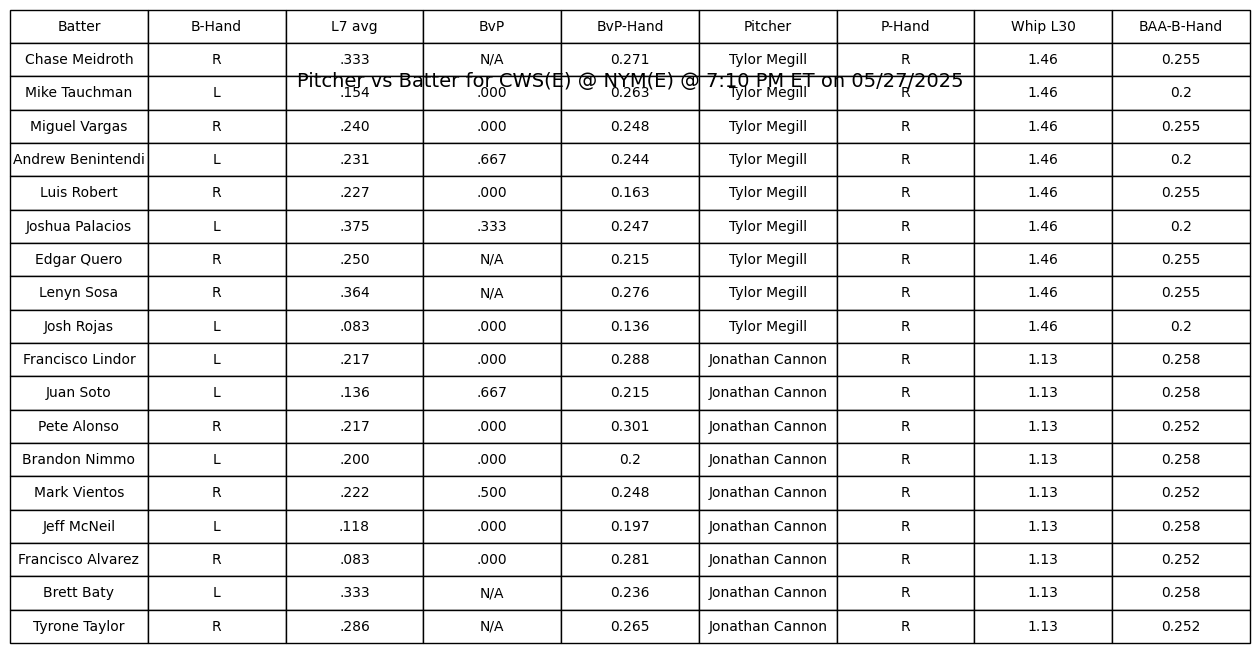 Batter B-Hand L7 avg BvP BvP-Hand Pitcher P-Hand Whip L30 BAA-B-Hand
Chase Meidroth R .333 N/A 0.271 Tylor Megill R 1.46 0.255
Pitcher vs Batter for CWS(E) @ NYM(E) @ 7:10 PM ET on 05/27/2025
Mike Tauchman L .154 .000 0.263 Tylor Megill R 1.46 0.2
Miguel Vargas R .240 .000 0.248 Tylor Megill R 1.46 0.255
Andrew Benintendi L .231 .667 0.244 Tylor Megill R 1.46 0.2
Luis Robert R .227 .000 0.163 Tylor Megill R 1.46 0.255
Joshua Palacios L .375 .333 0.247 Tylor Megill R 1.46 0.2
Edgar Quero R .250 N/A 0.215 Tylor Megill R 1.46 0.255
Lenyn Sosa R .364 N/A 0.276 Tylor Megill R 1.46 0.255
Josh Rojas L .083 .000 0.136 Tylor Megill R 1.46 0.2
Francisco Lindor L .217 .000 0.288 Jonathan Cannon R 1.13 0.258
Juan Soto L .136 .667 0.215 Jonathan Cannon R 1.13 0.258
Pete Alonso R .217 .000 0.301 Jonathan Cannon R 1.13 0.252
Brandon Nimmo L .200 .000 0.2 Jonathan Cannon R 1.13 0.258
Mark Vientos R .222 .500 0.248 Jonathan Cannon R 1.13 0.252
Jeff McNeil L .118 .000 0.197 Jonathan Cannon R 1.13 0.258
Francisco Alvarez R .083 .000 0.281 Jonathan Cannon R 1.13 0.252
Brett Baty L .333 N/A 0.236 Jonathan Cannon R 1.13 0.258
Tyrone Taylor R .286 N/A 0.265 Jonathan Cannon R 1.13 0.252